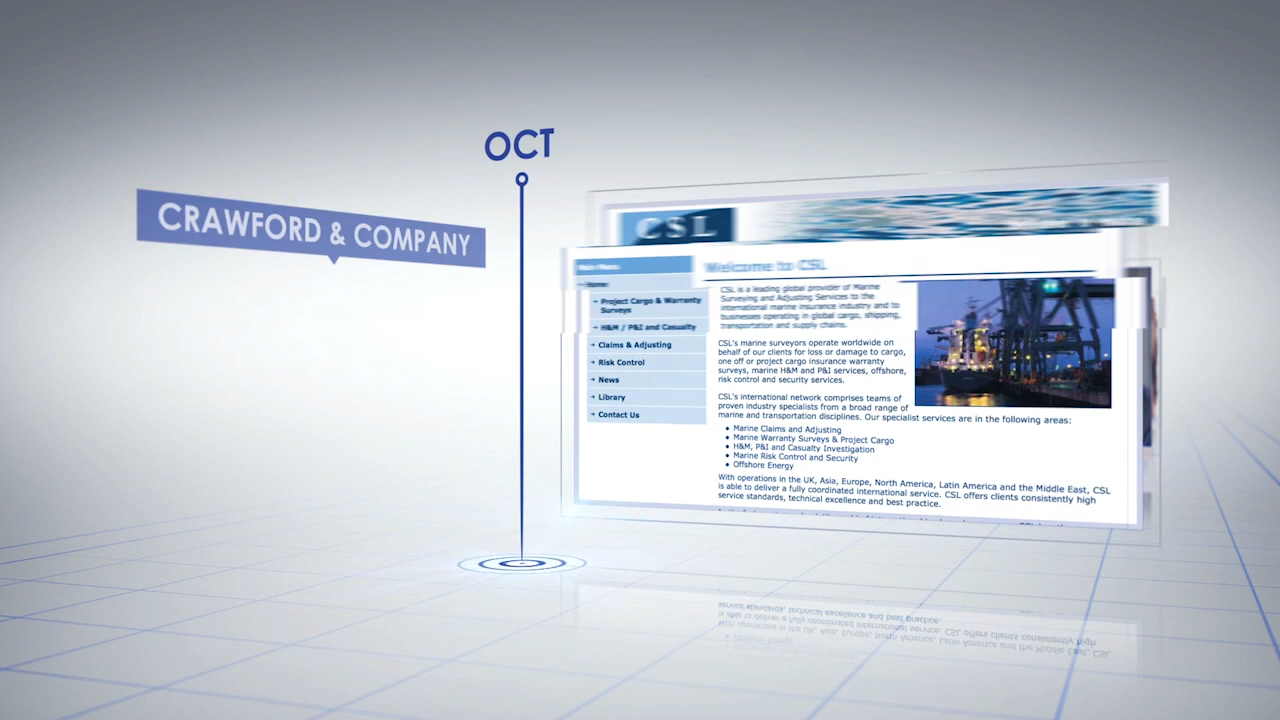 OCT
CRAWFORD & COMPANY
CSL
Main Menu
Home
Project Cargo & Warranty
Surveys
H&M / P&I and Casualty
Claims & Adjusting
Risk Control
News
Library
Contact Us
Welcome to CSL
CSL is a leading global provider of Marine
Surveying and Adjusting Services to the
international marine insurance industry and to
businesses operating in global cargo, shipping,
transportation and supply chains.
CSL's marine surveyors operate worldwide on
behalf of our clients for loss or damage to cargo,
one off or project cargo insurance warranty
surveys, marine H&M and P&I services, offshore,
risk control and security services.
CSL's international network comprises teams of
proven industry specialists from a broad range of
marine and transportation disciplines. Our specialist services are in the following areas:
• Marine Claims and Adjusting
• Marine Warranty Surveys & Project Cargo
• H&M, P&I and Casualty Investigation
• Marine Risk Control and Security
• Offshore Energy
With operations in the UK, Asia, Europe, North America, Latin America and the Middle East, CSL
is able to deliver a fully coordinated international service. CSL offers clients consistently high
service standards, technical excellence and best practice.